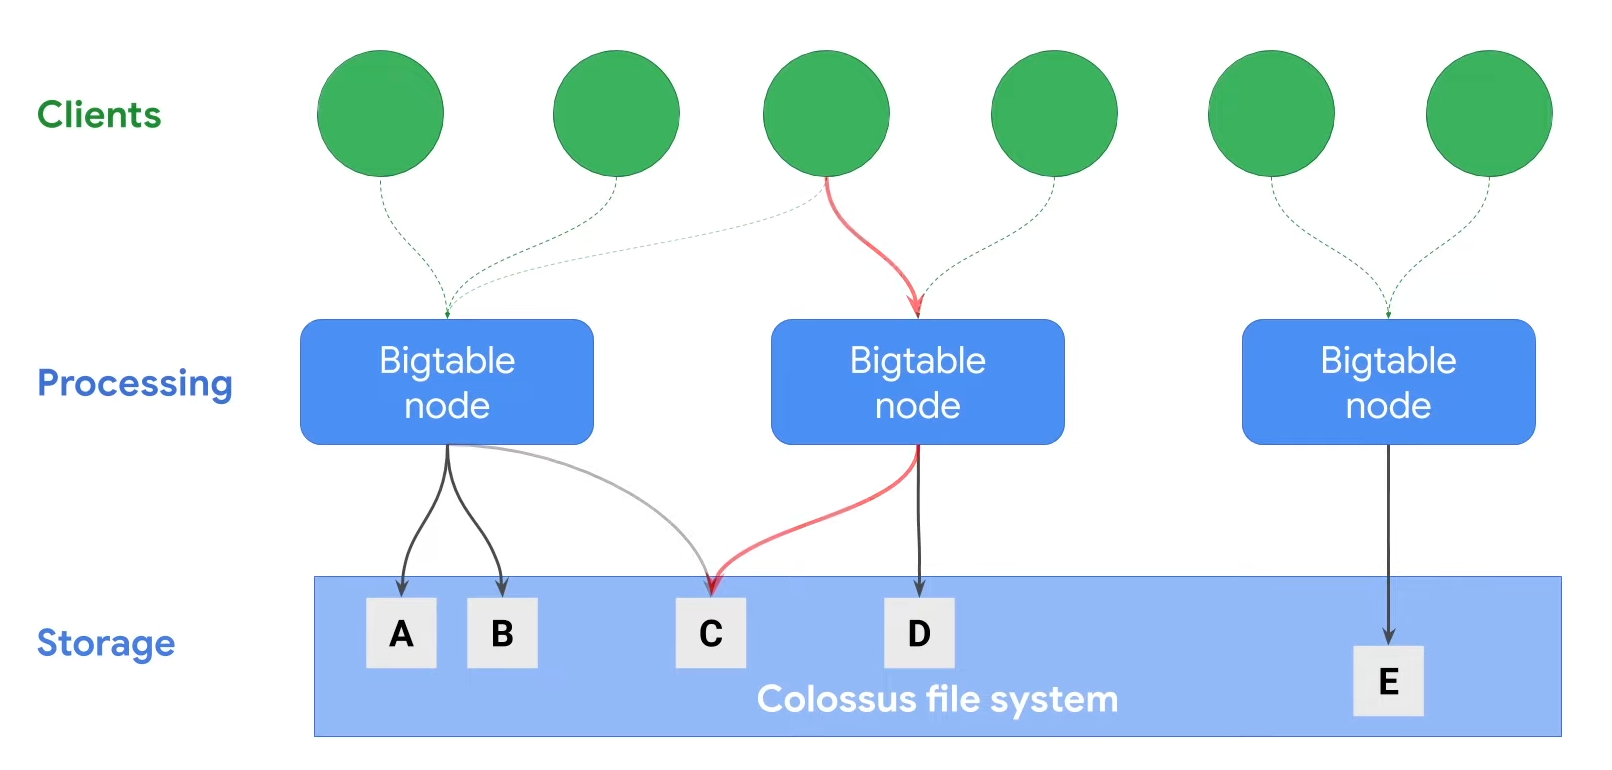 Clients
Processing
Bigtable
node
Bigtable
node
Bigtable
node
Storage
A
B
C
D
E
Colossus file system